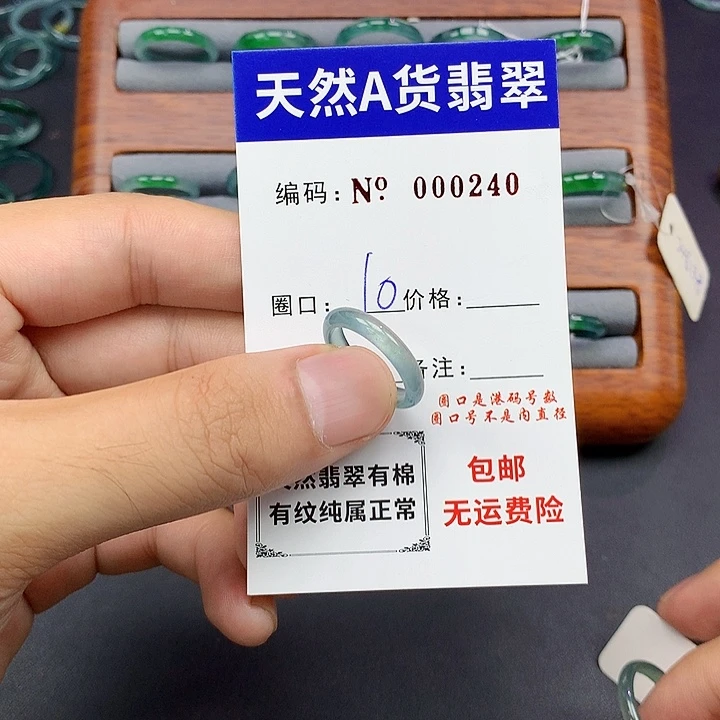 天然A货翡翠
编码：Nº 000240
圈口：10 价格：
备注：
圈口是港码号数
圈口号不是内直径
然翡翠有棉
有纹纯属正常
包邮
无运费险